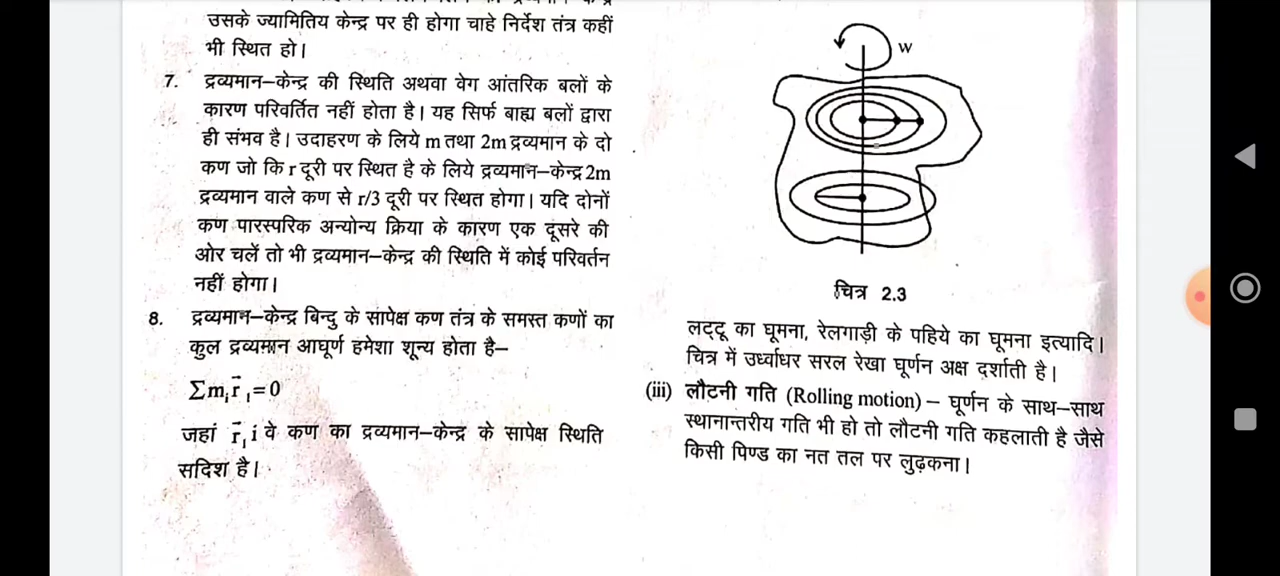 उसके ज्यामितिय केन्द्र पर ही होगा चाहे निर्देश तंत्र कहीं
भी स्थित हो।
7. द्रव्यमान–केन्द्र की स्थिति अथवा वेग आंतरिक बलों के
कारण परिवर्तित नहीं होता है। यह सिर्फ बाह्य बलों द्वारा
ही संभव है। उदाहरण के लिये m तथा 2m द्रव्यमान के दो
कण जो कि r दूरी पर स्थित है के लिये द्रव्यमान–केन्द्र 2m
द्रव्यमान वाले कण से r/3 दूरी पर स्थित होगा। यदि दोनों
कण पारस्परिक अन्योन्य क्रिया के कारण एक दूसरे की
ओर चलें तो भी द्रव्यमान–केन्द्र की स्थिति में कोई परिवर्तन
नहीं होगा।
8. द्रव्यमान–केन्द्र बिन्दु के सापेक्ष कण तंत्र के समस्त कणों का
कुल द्रव्यमान आघूर्ण हमेशा शून्य होता है–
∑mᵢr⃗ᵢ=0
जहां r⃗ᵢ i वे कण का द्रव्यमान–केन्द्र के सापेक्ष स्थिति
सदिश है।
w
चित्र 2.3
लट्टू का घूमना, रेलगाड़ी के पहिये का घूमना इत्यादि।
चित्र में उर्ध्वाधर सरल रेखा घूर्णन अक्ष दर्शाती है।
(iii) लौटनी गति (Rolling motion) – घूर्णन के साथ–साथ
स्थानान्तरीय गति भी हो तो लौटनी गति कहलाती है जैसे
किसी पिण्ड का नत तल पर लुढ़कना।